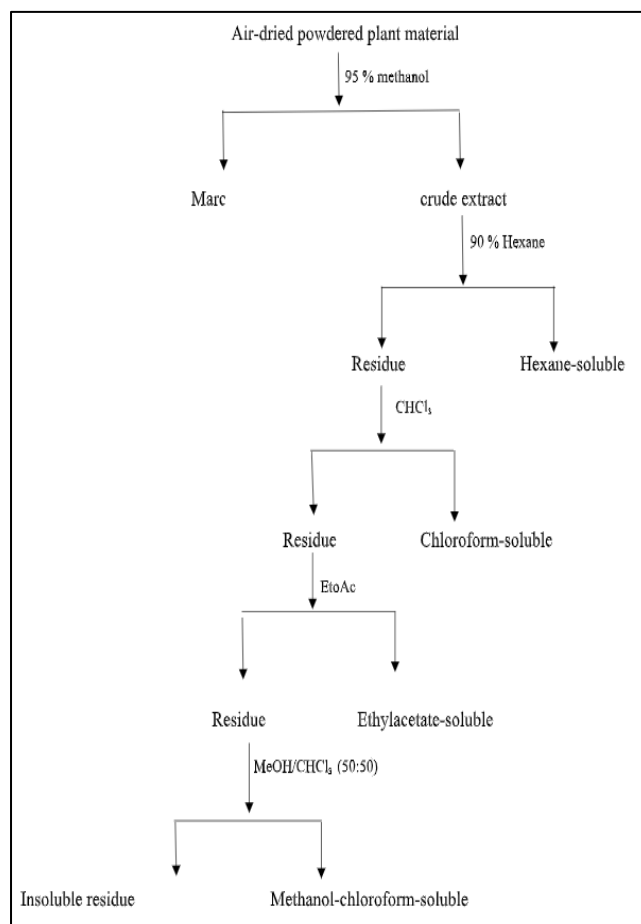 Air-dried powdered plant material
95 % methanol
Marc
crude extract
90 % Hexane
Residue
Hexane-soluble
CHCl₃
Residue
Chloroform-soluble
EtoAc
Residue
Ethylacetate-soluble
MeOH/CHCl₃ (50:50)
Insoluble residue
Methanol-chloroform-soluble